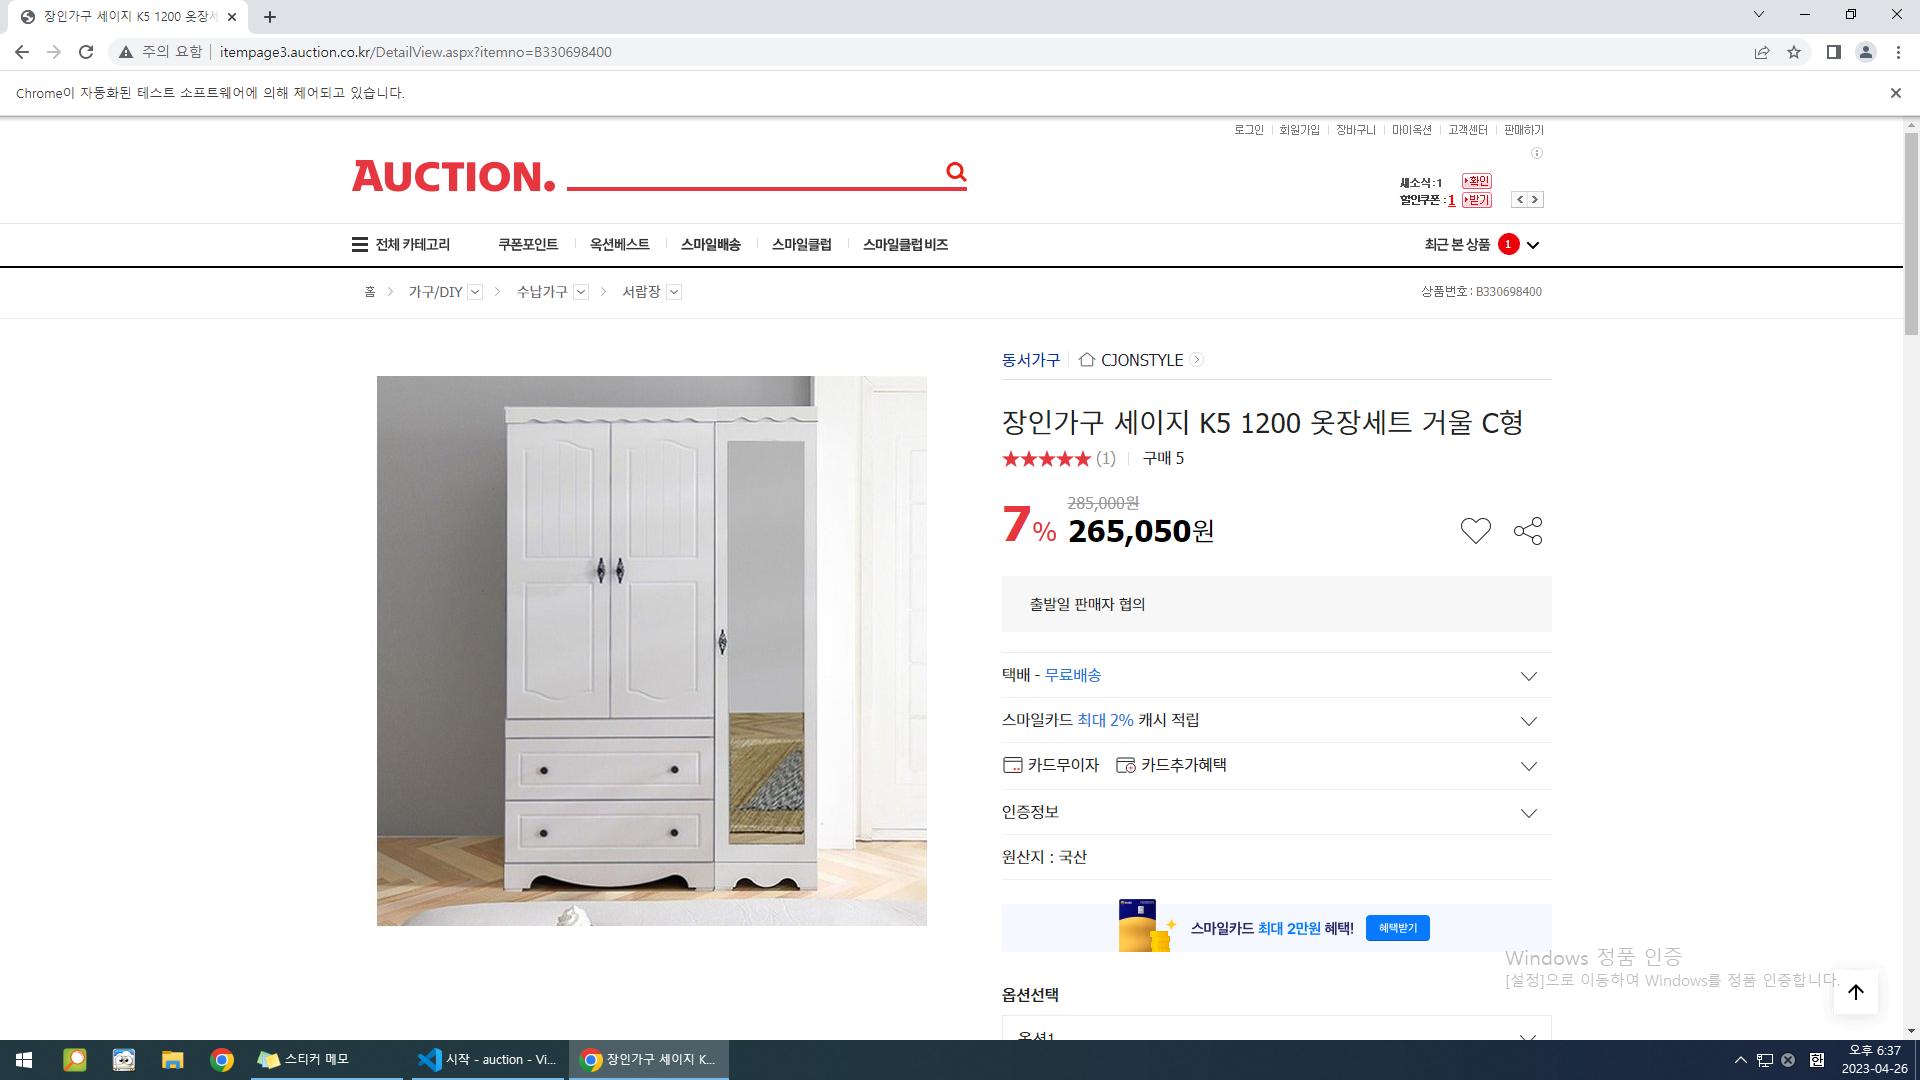 장인가구 세이지 K5 1200 옷장세
주의 요함
itempage3.auction.co.kr/DetailView.aspx?itemno=B330698400
Chrome이 자동화된 테스트 소프트웨어에 의해 제어되고 있습니다.
로그인 회원가입 장바구니 마이옥션 고객센터 판매하기
AUCTION.
새소식:1 확인
할인쿠폰 : 1 받기
전체 카테고리 쿠폰포인트 옥션베스트 스마일배송 스마일클럽 스마일클럽 비즈 최근 본 상품 1
홈 > 가구/DIY > 수납가구 > 서랍장 상품번호 : B330698400
동서가구 CJONSTYLE
장인가구 세이지 K5 1200 옷장세트 거울 C형
★★★★★ (1) 구매 5
285,000원
7% 265,050원
출발일 판매자 협의
택배 - 무료배송
스마일카드 최대 2% 캐시 적립
카드무이자 카드추가혜택
인증정보
원산지 : 국산
스마일카드 최대 2만원 혜택! 혜택받기
Windows 정품 인증
[설정]으로 이동하여 Windows를 정품 인증합니다.
옵션선택
옵션1
스티커 메모
시작 - auction - Vi...
장인가구 세이지 K...
한
오후 6:37
2023-04-26